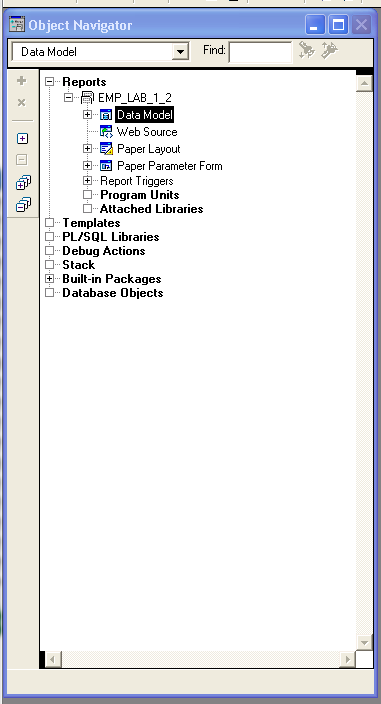 Object Navigator
Data Model
Find:
Reports
EMP_LAB_1_2
Data Model
Web Source
Paper Layout
Paper Parameter Form
Report Triggers
Program Units
Attached Libraries
Templates
PL/SQL Libraries
Debug Actions
Stack
Built-in Packages
Database Objects